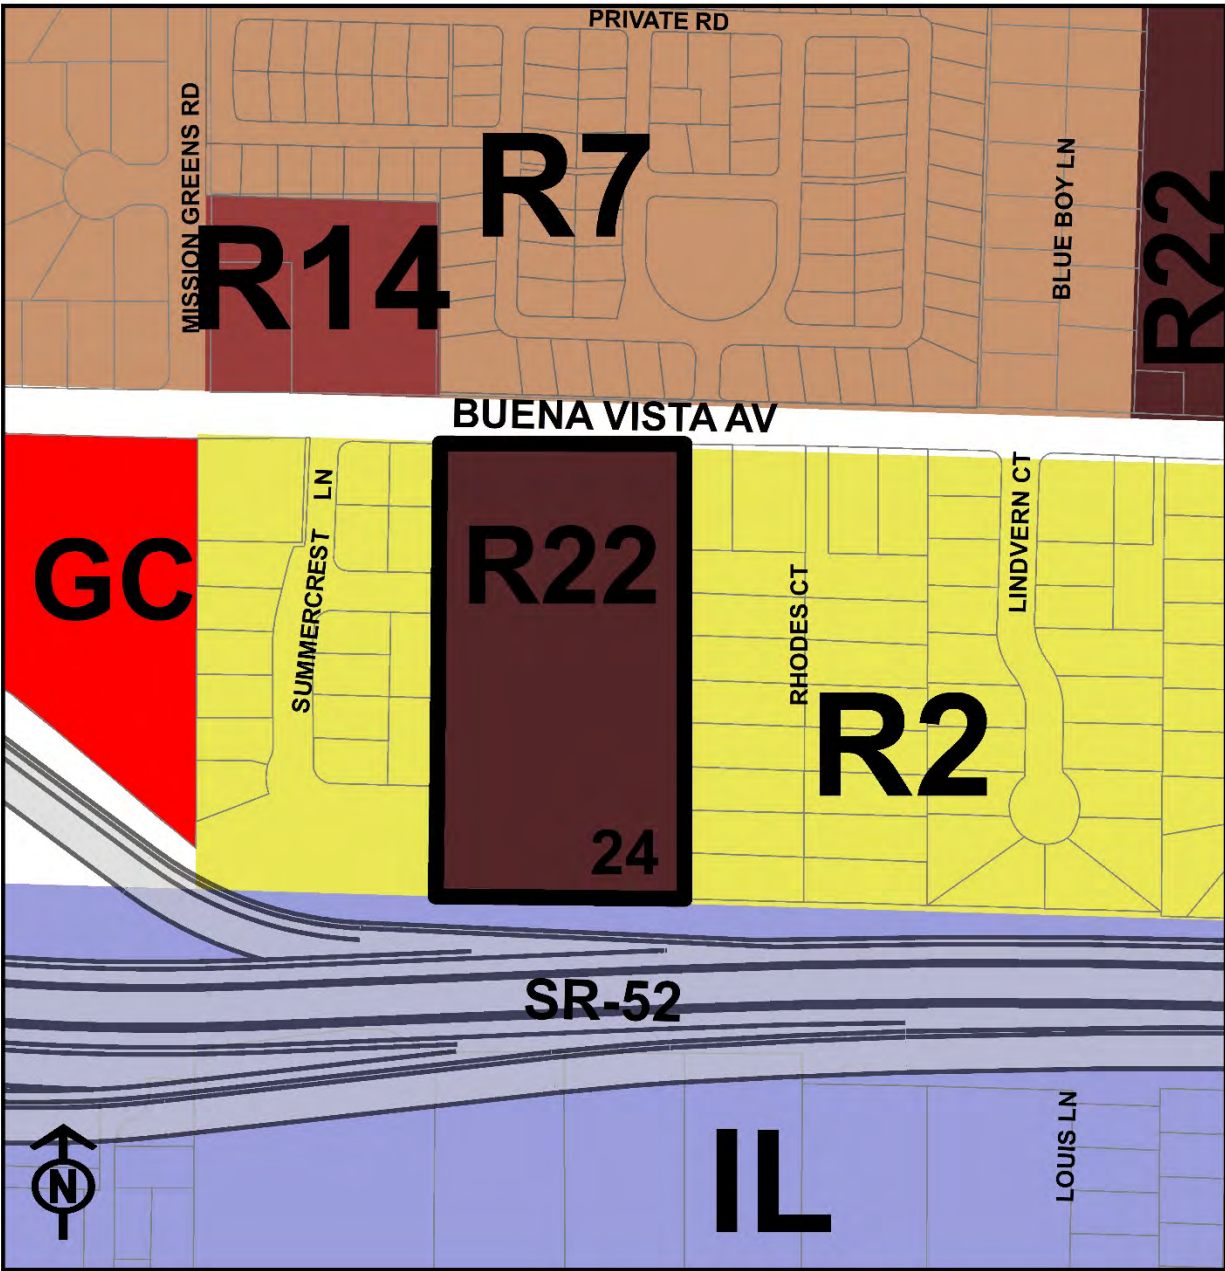 PRIVATE RD
MISSION GREENS RD
R7
BLUE BOY LN
R22
R14
BUENA VISTA AV
GC
SUMMERCREST LN
R22
RHODES CT
LINDVERN CT
R2
24
SR-52
IL
LOUIS LN
N